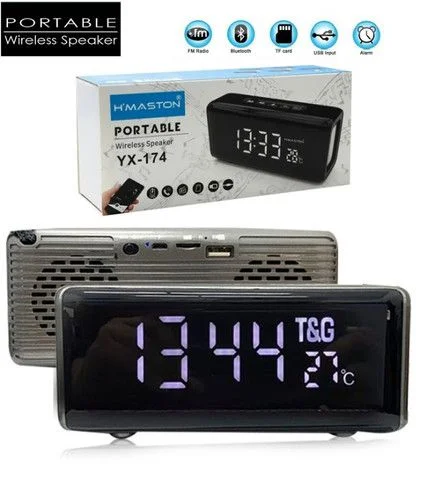 PORTABLE
Wireless Speaker
fm
FM Radio
Bluetooth
TF card
USB Input
Alarm
H'MASTON
PORTABLE
Wireless Speaker
YX-174
13:33
28°C
T&G
1344
27°C